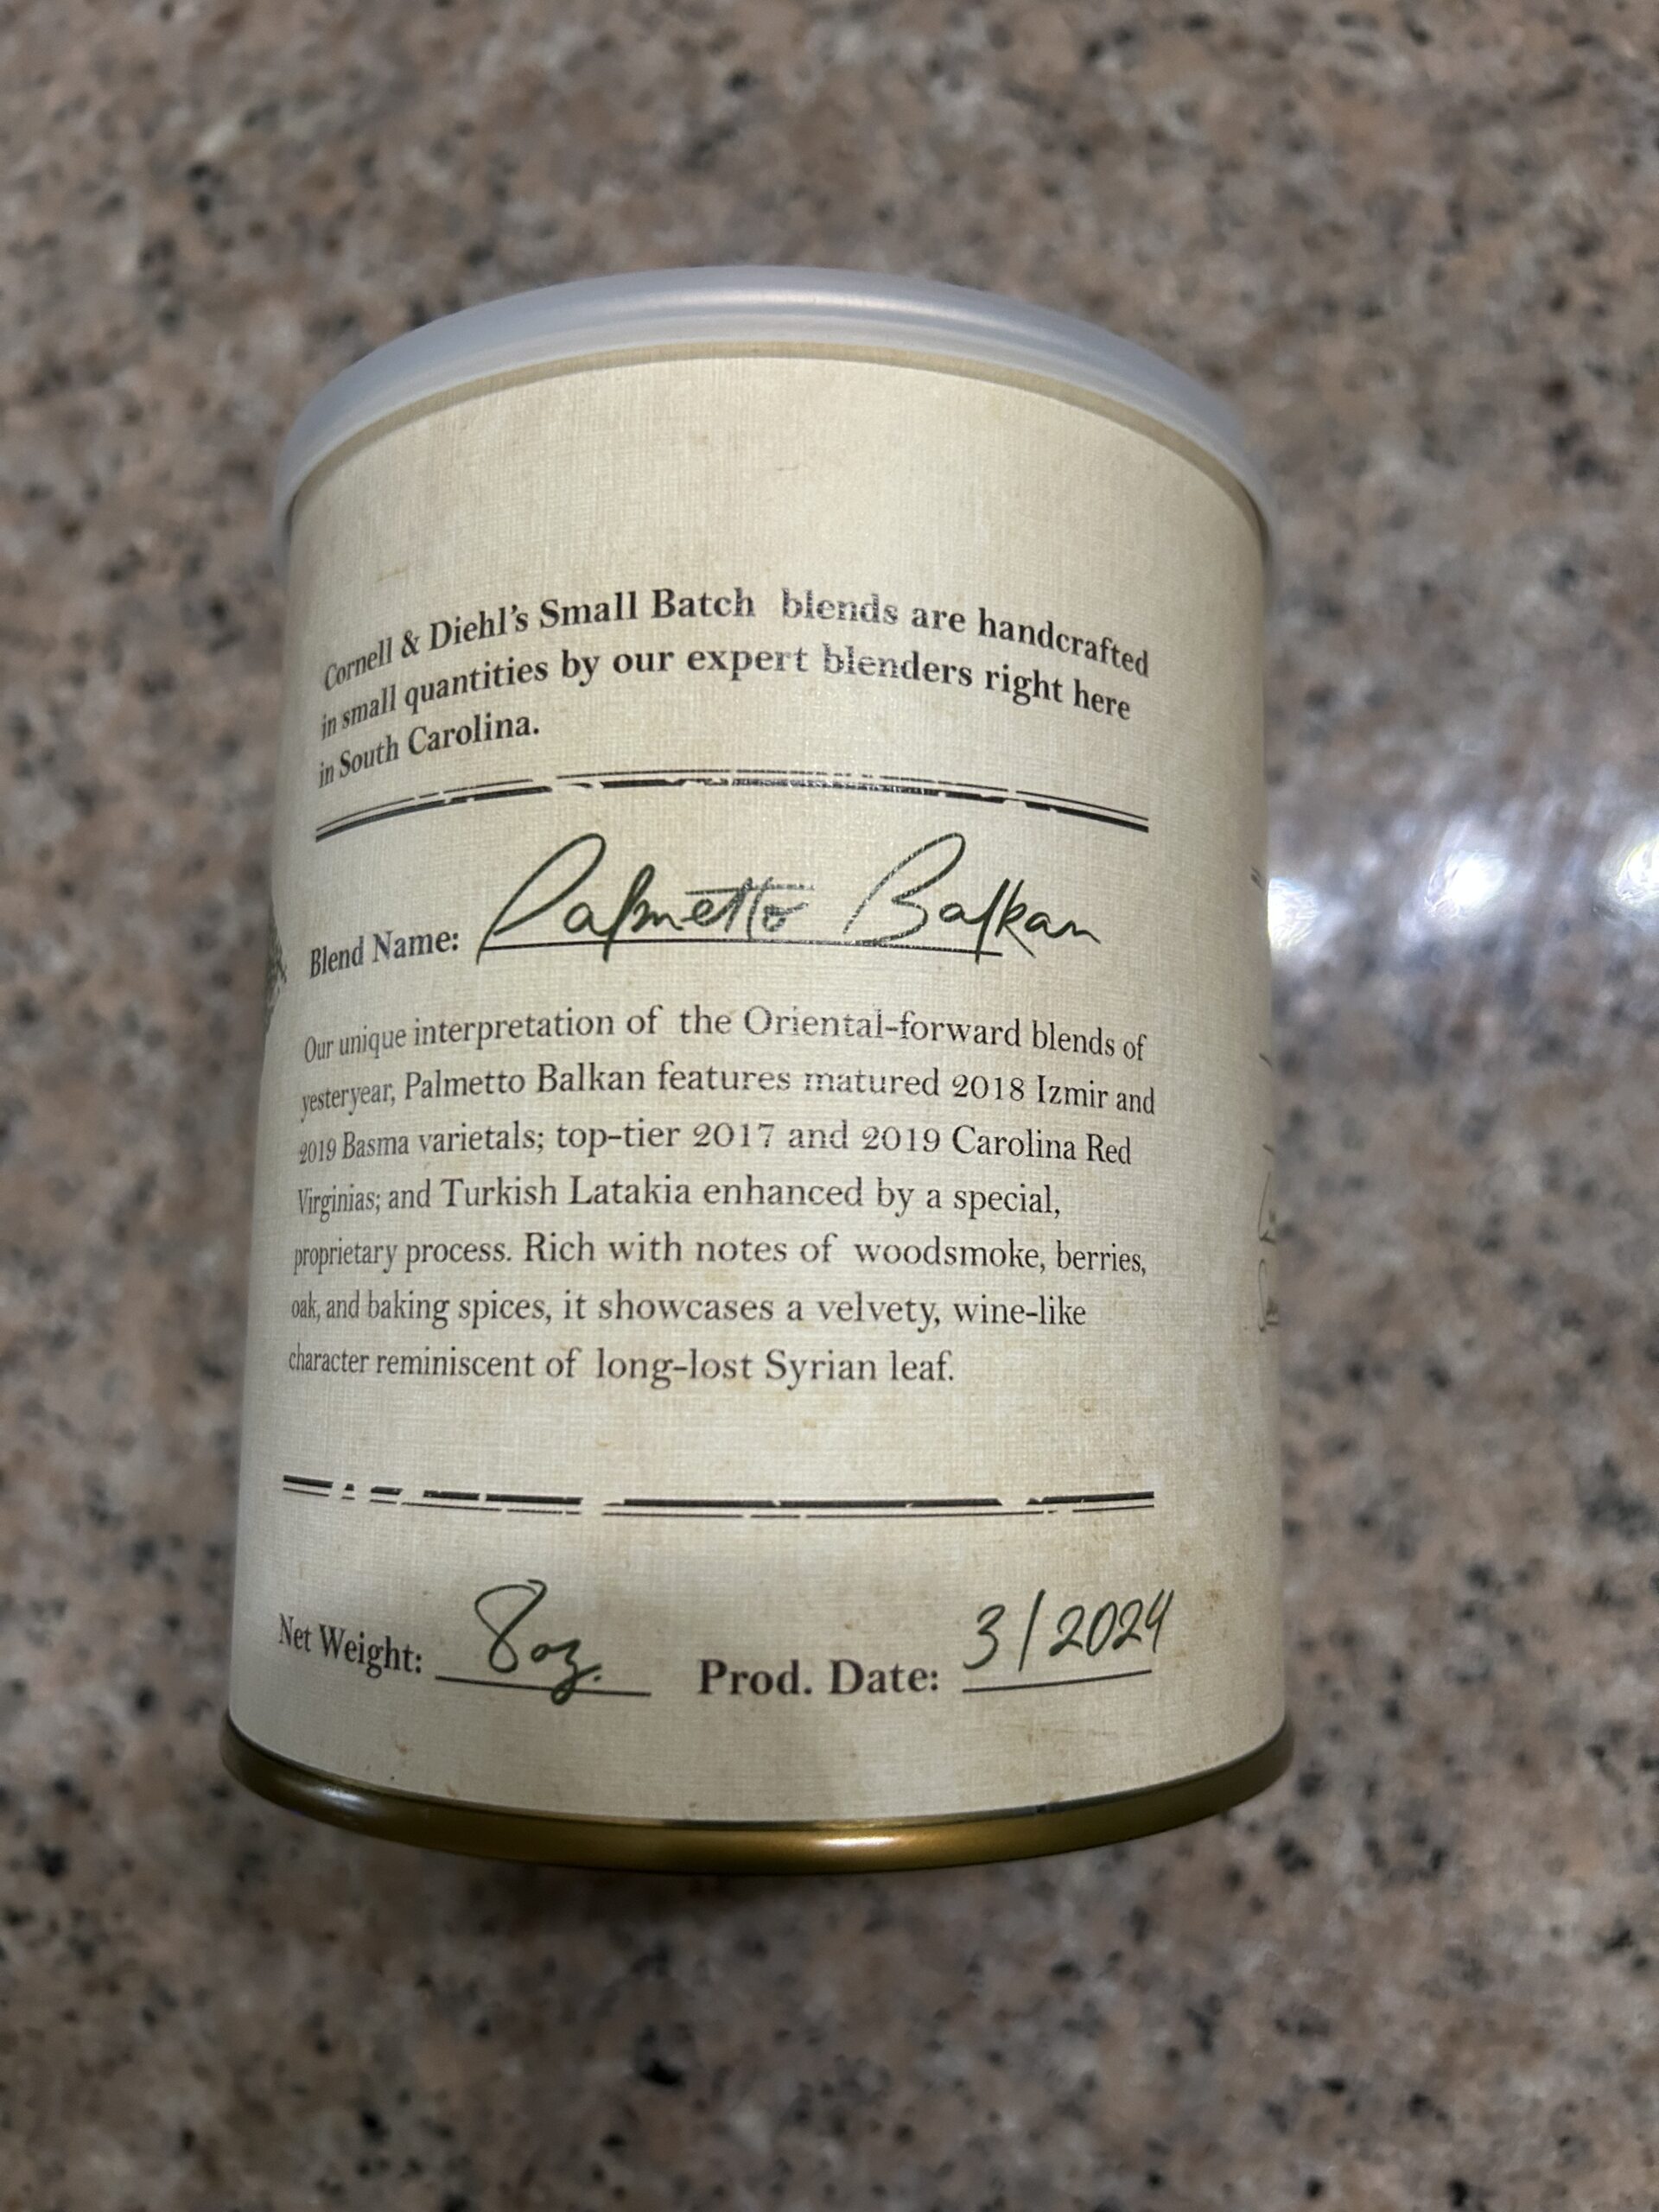 Cornell & Diehl's Small Batch blends are handcrafted
in small quantities by our expert blenders right here
in South Carolina.
Blend Name: Palmetto Balkan
Our unique interpretation of the Oriental-forward blends of
yesteryear, Palmetto Balkan features matured 2018 Izmir and
2019 Basma varietals; top-tier 2017 and 2019 Carolina Red
Virginias; and Turkish Latakia enhanced by a special,
proprietary process. Rich with notes of woodsmoke, berries,
oak, and baking spices, it showcases a velvety, wine-like
character reminiscent of long-lost Syrian leaf.
Net Weight: 8oz. Prod. Date: 3/2024